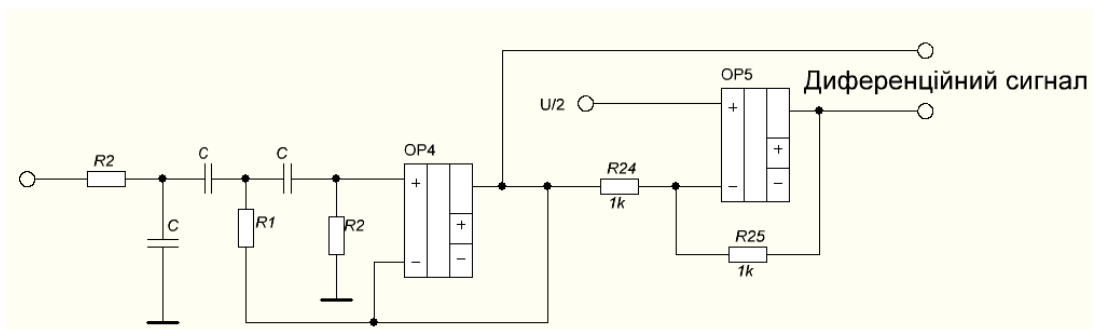 OP5
Диференційний сигнал
U/2
+
+
−
−
OP4
R2
C
C
+
R24
1k
C
R1
R2
+
−
−
R25
1k